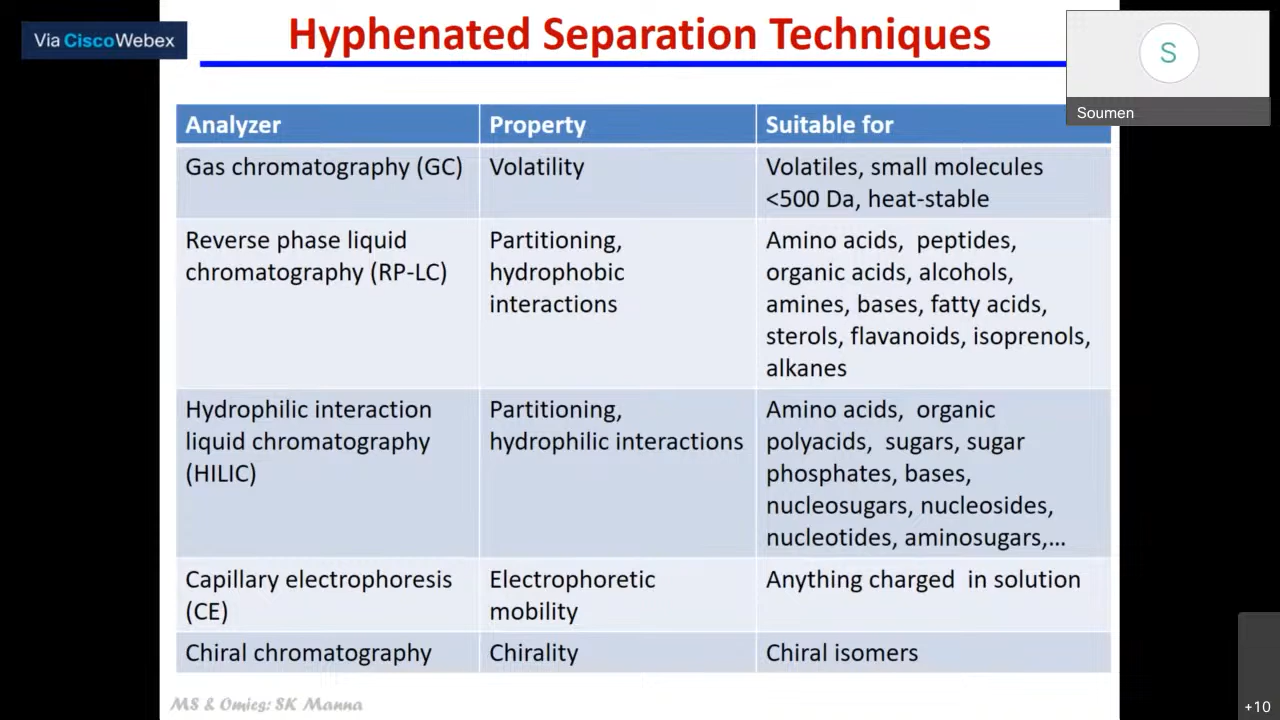 Via CiscoWebex
Hyphenated Separation Techniques
S
Soumen
Analyzer Property Suitable for
Gas chromatography (GC) Volatility Volatiles, small molecules
<500 Da, heat-stable
Reverse phase liquid Partitioning, Amino acids, peptides,
chromatography (RP-LC) hydrophobic organic acids, alcohols,
interactions amines, bases, fatty acids,
sterols, flavanoids, isoprenols,
alkanes
Hydrophilic interaction Partitioning, Amino acids, organic
liquid chromatography hydrophilic interactions polyacids, sugars, sugar
(HILIC) phosphates, bases,
nucleosugars, nucleosides,
nucleotides, aminosugars,...
Capillary electrophoresis Electrophoretic Anything charged in solution
(CE) mobility
Chiral chromatography Chirality Chiral isomers
MS & Omics: SK Manna
+10